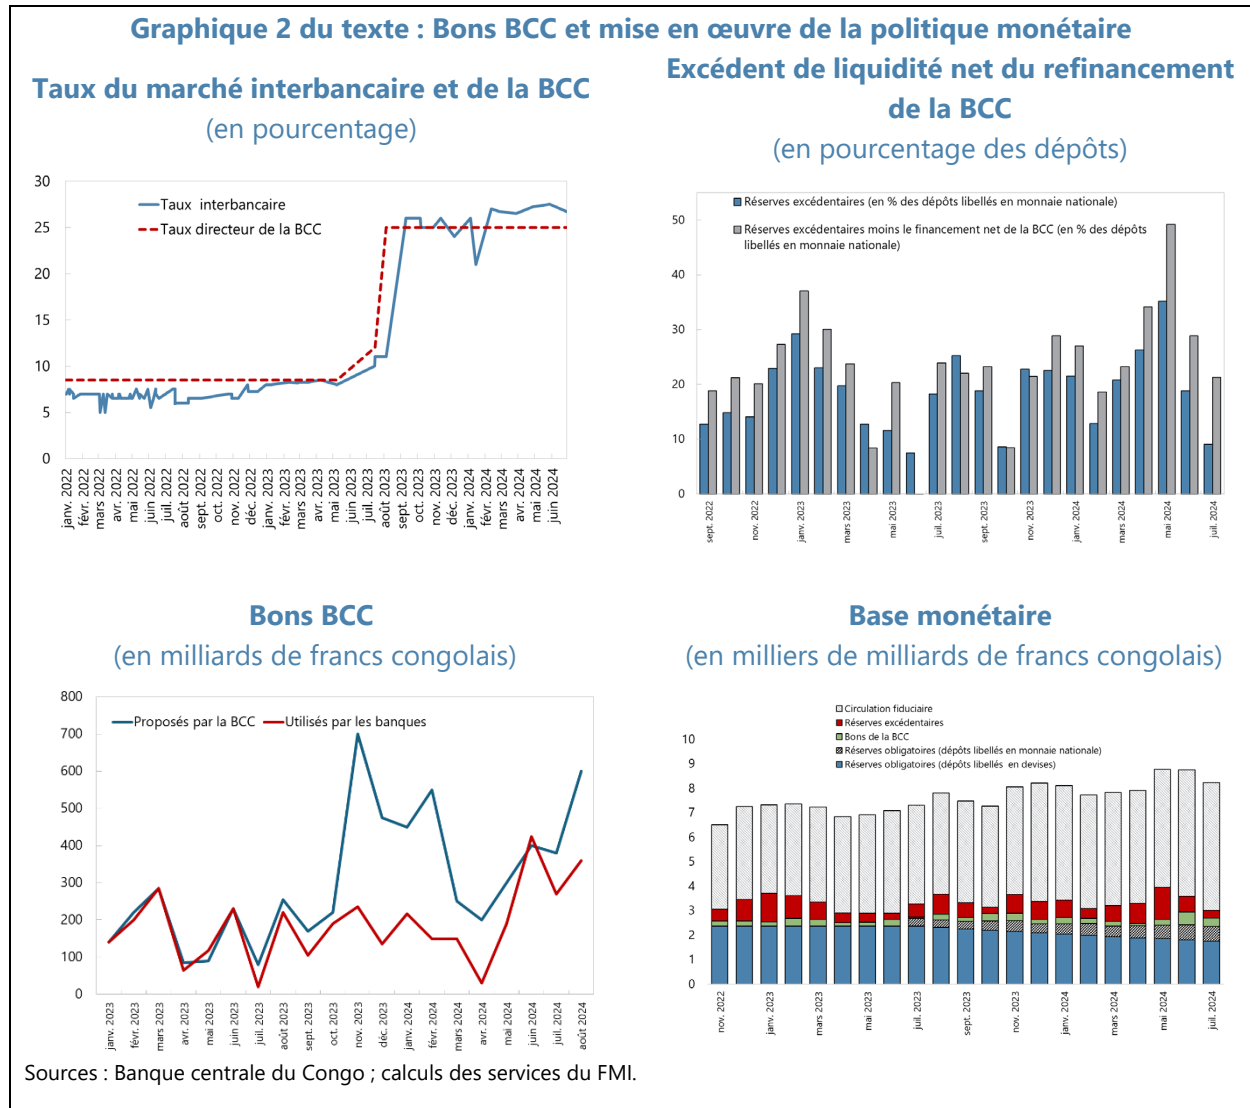 Graphique 2 du texte : Bons BCC et mise en œuvre de la politique monétaire
Taux du marché interbancaire et de la BCC
(en pourcentage)
30
25
20
15
10
5
0
Taux interbancaire
Taux directeur de la BCC
janv. 2022
févr. 2022
mars 2022
avr. 2022
mai 2022
juin 2022
juil. 2022
août 2022
sept. 2022
oct. 2022
nov. 2022
déc. 2022
janv. 2023
févr. 2023
mars 2023
avr. 2023
mai 2023
juin 2023
juil. 2023
août 2023
sept. 2023
oct. 2023
nov. 2023
déc. 2023
janv. 2024
févr. 2024
mars 2024
avr. 2024
mai 2024
juin 2024
Excédent de liquidité net du refinancement
de la BCC
(en pourcentage des dépôts)
Réserves excédentaires (en % des dépôts libellés en monnaie nationale)
Réserves excédentaires moins le financement net de la BCC (en % des dépôts
libellés en monnaie nationale)
50
40
30
20
10
0
sept. 2022
nov. 2022
janv. 2023
mars 2023
mai 2023
juil. 2023
sept. 2023
nov. 2023
janv. 2024
mars 2024
mai 2024
juil. 2024
Bons BCC
(en milliards de francs congolais)
800
700
600
500
400
300
200
100
0
Proposés par la BCC
Utilisés par les banques
janv. 2023
févr. 2023
mars 2023
avr. 2023
mai 2023
juin 2023
juil. 2023
août 2023
sept. 2023
oct. 2023
nov. 2023
déc. 2023
janv. 2024
févr. 2024
mars 2024
avr. 2024
mai 2024
juin 2024
juil. 2024
août 2024
Base monétaire
(en milliers de milliards de francs congolais)
Circulation fiduciaire
Réserves excédentaires
Bons de la BCC
Réserves obligatoires (dépôts libellés en monnaie nationale)
Réserves obligatoires (dépôts libellés en devises)
10
9
8
7
6
5
4
3
2
1
0
nov. 2022
janv. 2023
mars 2023
mai 2023
juil. 2023
sept. 2023
nov. 2023
janv. 2024
mars 2024
mai 2024
juil. 2024
Sources : Banque centrale du Congo ; calculs des services du FMI.